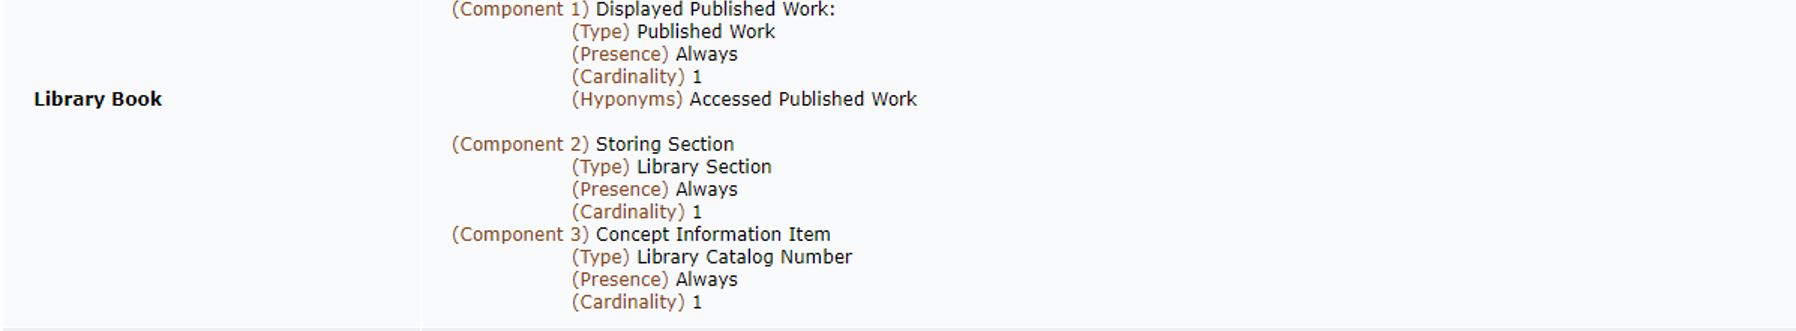 (Component 1) Displayed Published Work:
(Type) Published Work
(Presence) Always
(Cardinality) 1
Library Book
(Hyponyms) Accessed Published Work
(Component 2) Storing Section
(Type) Library Section
(Presence) Always
(Cardinality) 1
(Component 3) Concept Information Item
(Type) Library Catalog Number
(Presence) Always
(Cardinality) 1